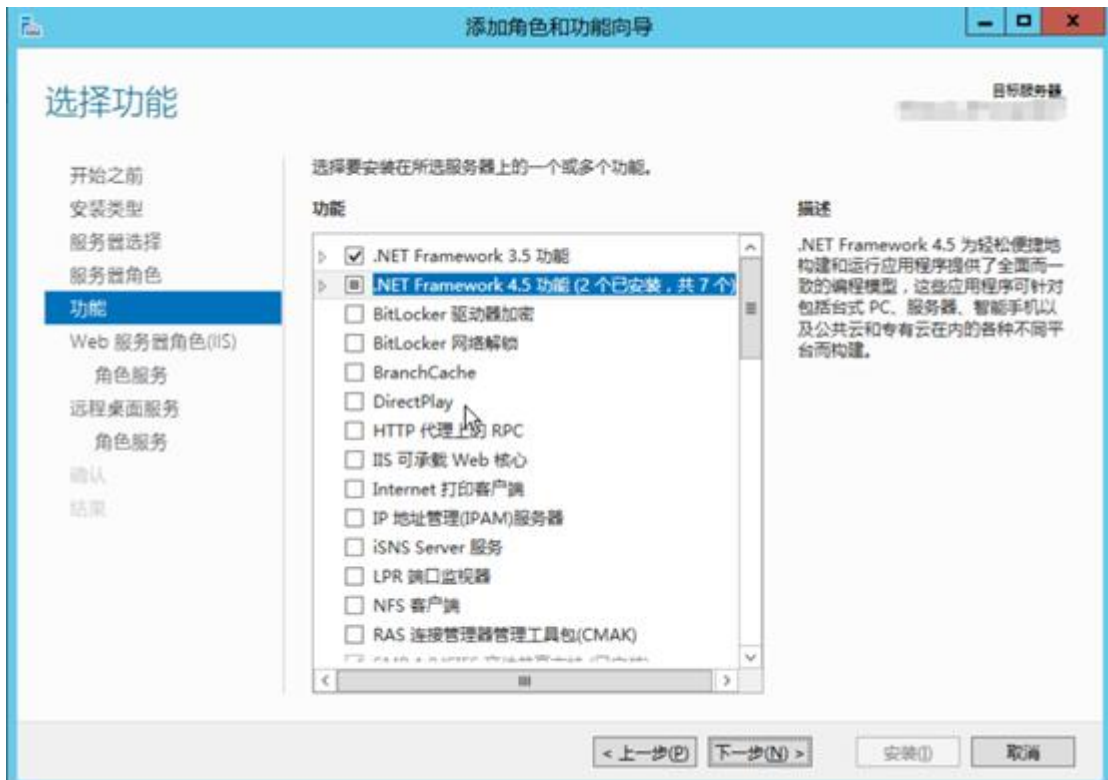 添加角色和功能向导
选择功能
目标服务器
开始之前
安装类型
服务器选择
服务器角色
功能
Web 服务器角色(IIS)
角色服务
远程桌面服务
角色服务
确认
结果
选择要安装在所选服务器上的一个或多个功能。
功能
.NET Framework 3.5 功能
.NET Framework 4.5 功能 (2 个已安装，共 7 个)
BitLocker 驱动器加密
BitLocker 网络解锁
BranchCache
DirectPlay
HTTP 代理上的 RPC
IIS 可承载 Web 核心
Internet 打印客户端
IP 地址管理(IPAM)服务器
iSNS Server 服务
LPR 端口监视器
NFS 客户端
RAS 连接管理器管理工具包(CMAK)
描述
.NET Framework 4.5 为轻松便捷地
构建和运行应用程序提供了全面而一
致的编程模型，这些应用程序可针对
包括台式 PC、服务器、智能手机以
及公共云和专有云在内的各种不同平
台而构建。
< 上一步(P)
下一步(N) >
安装(I)
取消